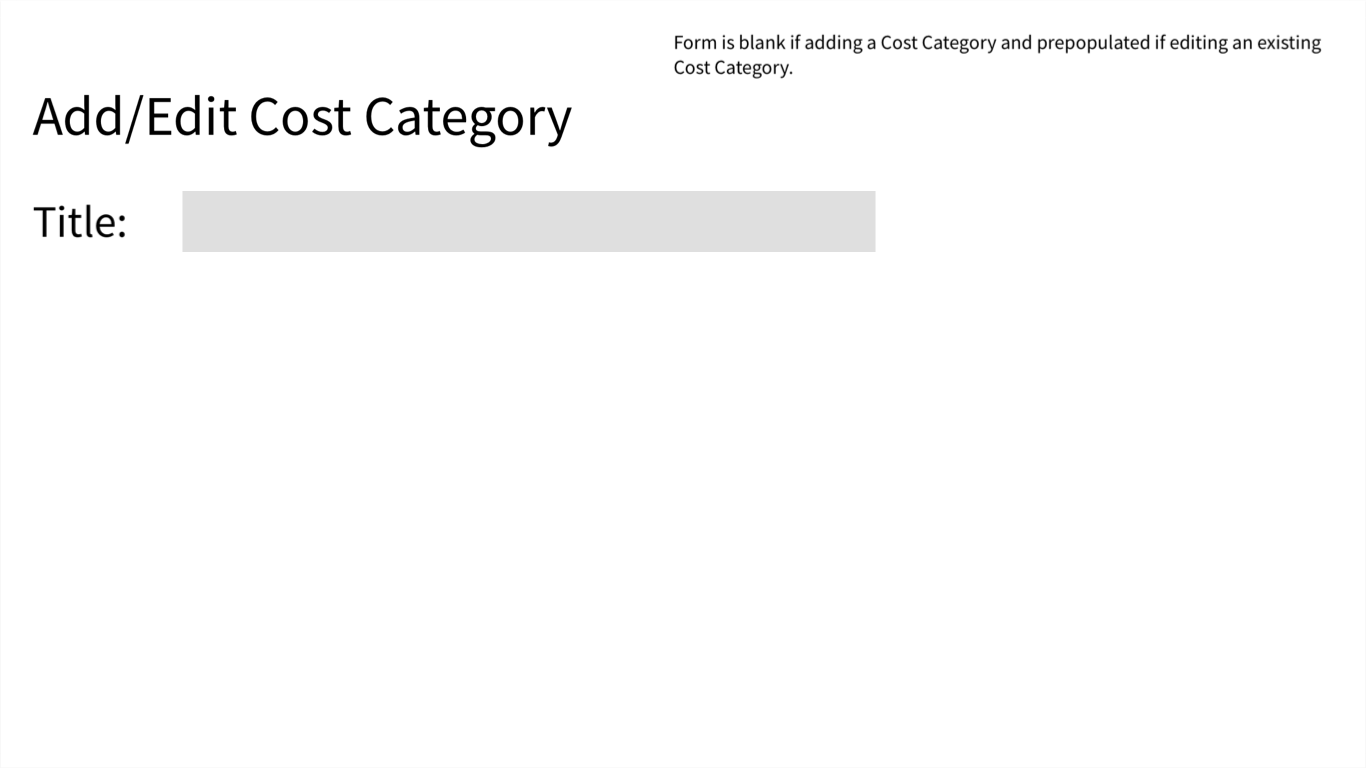 Form is blank if adding a Cost Category and prepopulated if editing an existing
Cost Category.
Add/Edit Cost Category
Title: